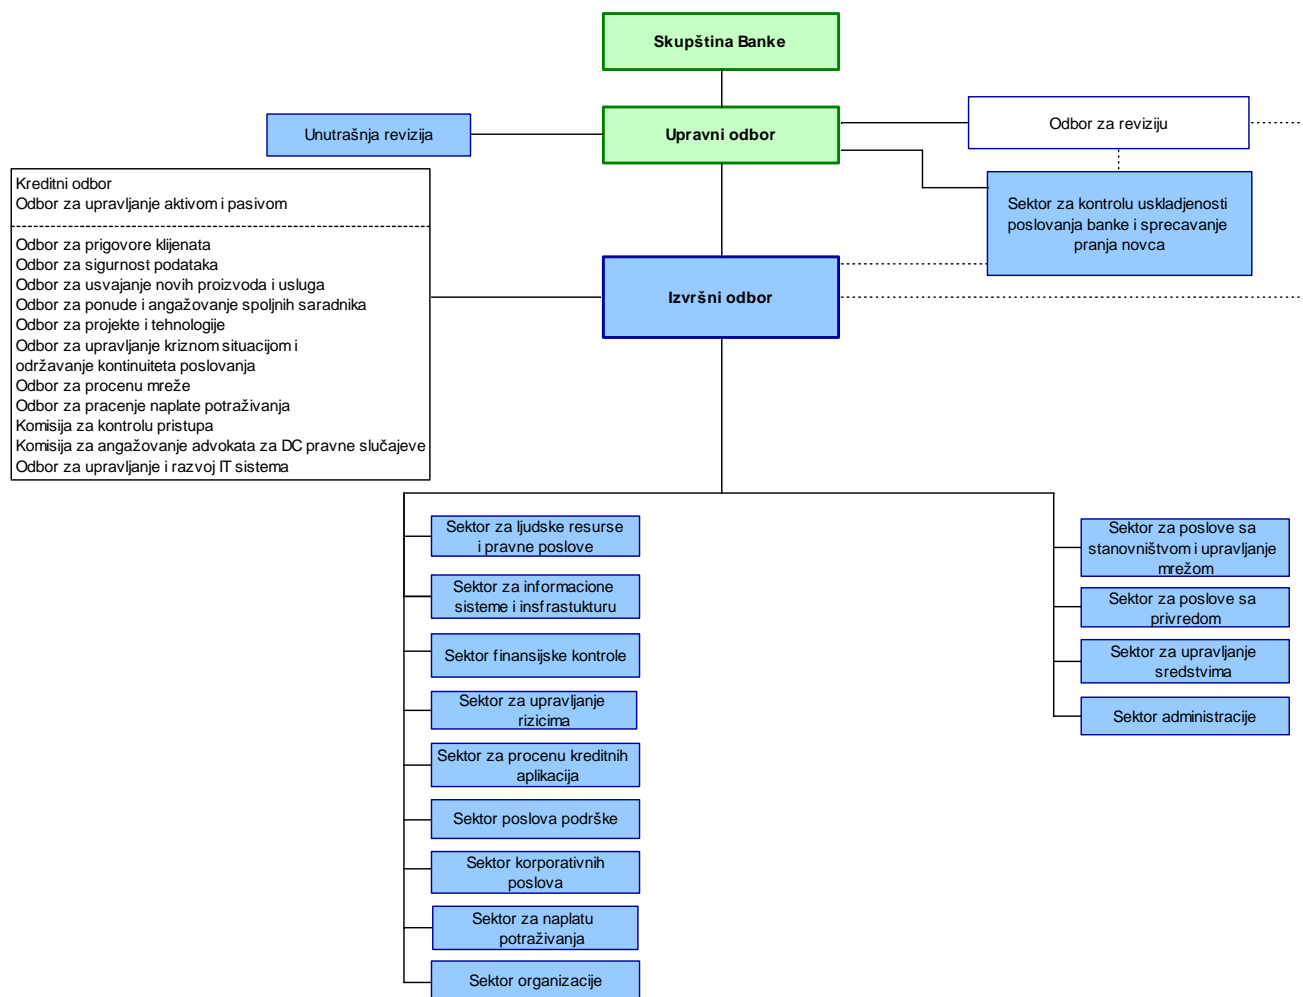 Skupština Banke
Unutrašnja revizija
Upravni odbor
Odbor za reviziju
Kreditni odbor
Odbor za upravljanje aktivom i pasivom
Odbor za prigovore klijenata
Odbor za sigurnost podataka
Odbor za usvajanje novih proizvoda i usluga
Odbor za ponude i angažovanje spoljnih saradnika
Odbor za projekte i tehnologije
Odbor za upravljanje kriznom situacijom i
održavanje kontinuiteta poslovanja
Odbor za procenu mreže
Odbor za pracenje naplate potraživanja
Komisija za kontrolu pristupa
Komisija za angažovanje advokata za DC pravne slučajeve
Odbor za upravljanje i razvoj IT sistema
Sektor za kontrolu uskladjenosti
poslovanja banke i sprecavanje
pranja novca
Izvršni odbor
Sektor za ljudske resurse
i pravne poslove
Sektor za informacione
sisteme i insfrastukturu
Sektor finansijske kontrole
Sektor za upravljanje
rizicima
Sektor za procenu kreditnih
aplikacija
Sektor poslova podrške
Sektor korporativnih
poslova
Sektor za naplatu
potraživanja
Sektor organizacije
Sektor za poslove sa
stanovništvom i upravljanje
mrežom
Sektor za poslove sa
privredom
Sektor za upravljanje
sredstvima
Sektor administracije